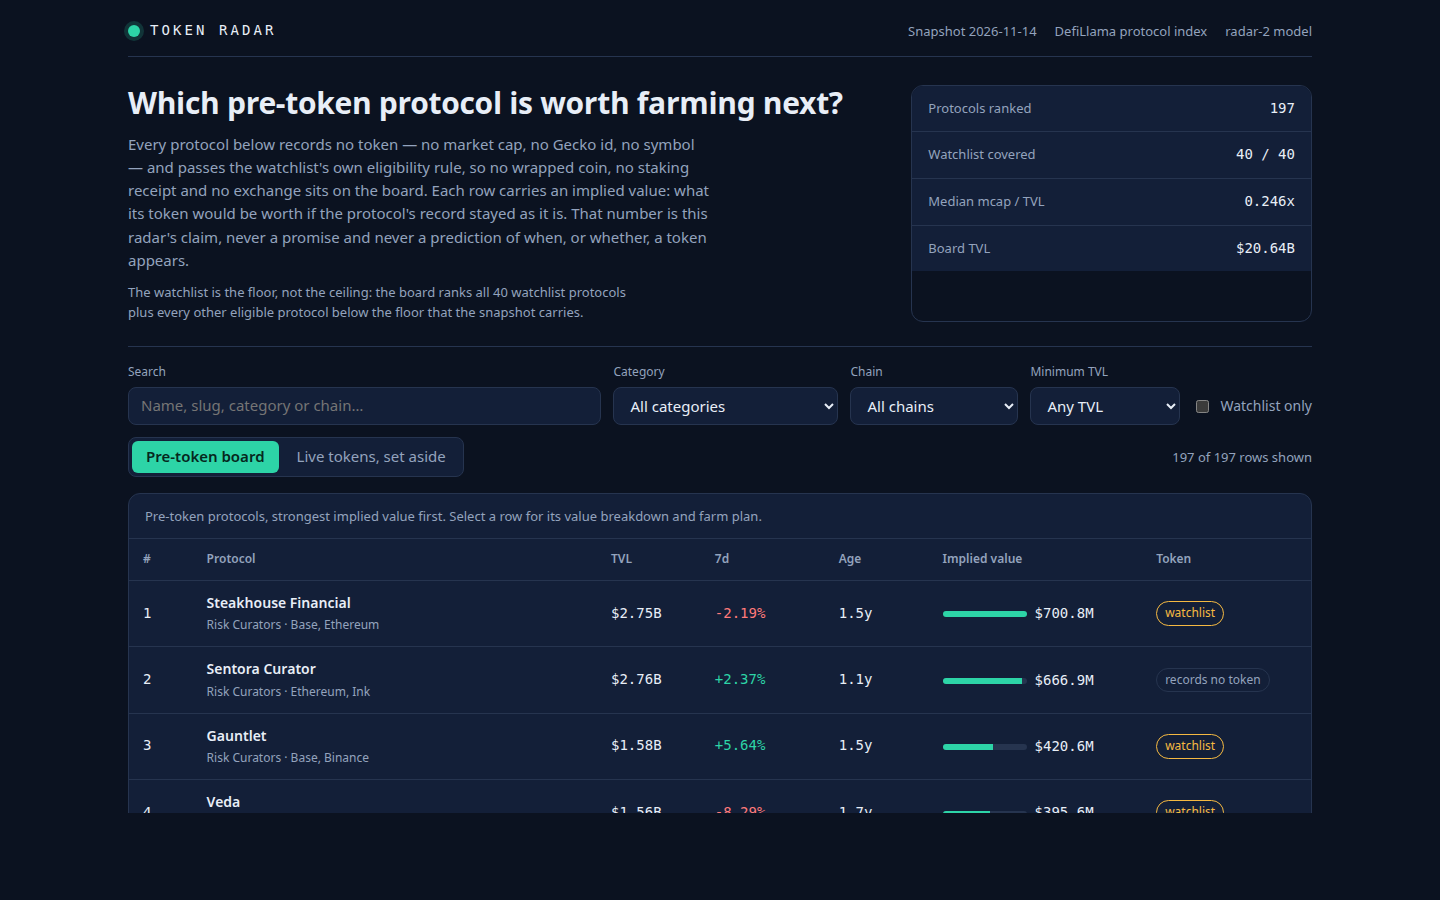 TOKEN RADAR
Snapshot 2026-11-14 DefiLlama protocol index radar-2 model
Which pre-token protocol is worth farming next?
Every protocol below records no token — no market cap, no Gecko id, no symbol
— and passes the watchlist's own eligibility rule, so no wrapped coin, no staking
receipt and no exchange sits on the board. Each row carries an implied value: what
its token would be worth if the protocol's record stayed as it is. That number is this
radar's claim, never a promise and never a prediction of when, or whether, a token
appears.
The watchlist is the floor, not the ceiling: the board ranks all 40 watchlist protocols
plus every other eligible protocol below the floor that the snapshot carries.
Protocols ranked 197
Watchlist covered 40 / 40
Median mcap / TVL 0.246x
Board TVL $20.64B
Search Category Chain Minimum TVL
Name, slug, category or chain... All categories All chains Any TVL Watchlist only
Pre-token board Live tokens, set aside 197 of 197 rows shown
Pre-token protocols, strongest implied value first. Select a row for its value breakdown and farm plan.
# Protocol TVL 7d Age Implied value Token
1 Steakhouse Financial $2.75B -2.19% 1.5y $700.8M watchlist
Risk Curators · Base, Ethereum
2 Sentora Curator $2.76B +2.37% 1.1y $666.9M records no token
Risk Curators · Ethereum, Ink
3 Gauntlet $1.58B +5.64% 1.5y $420.6M watchlist
Risk Curators · Base, Binance
4 Veda $1.56B -8.29% 1.7y $395.6M watchlist